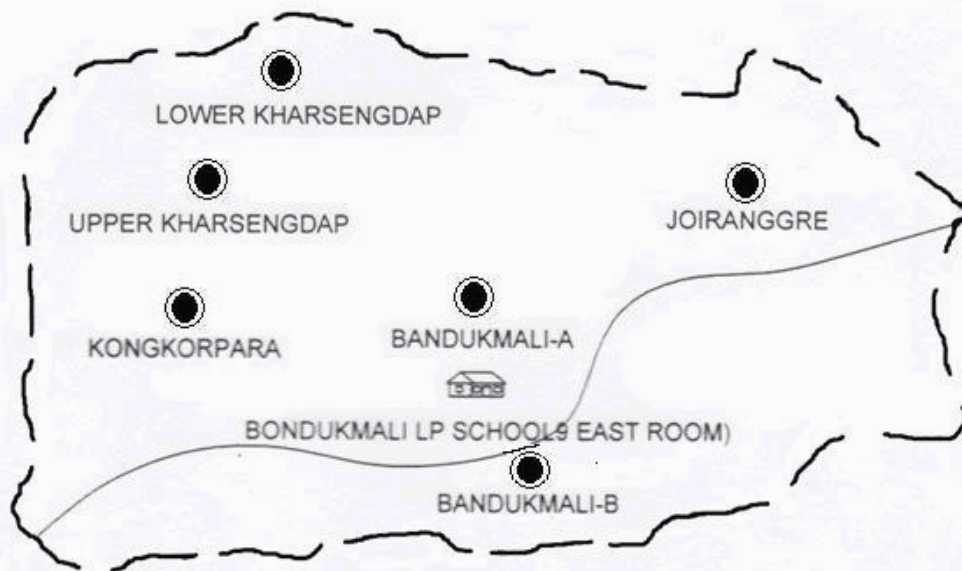 LOWER KHARSENGDAP
UPPER KHARSENGDAP
JOIRANGGRE
KONGKORPARA
BANDUKMALI-A
BONDUKMALI LP SCHOOL9 EAST ROOM)
BANDUKMALI-B